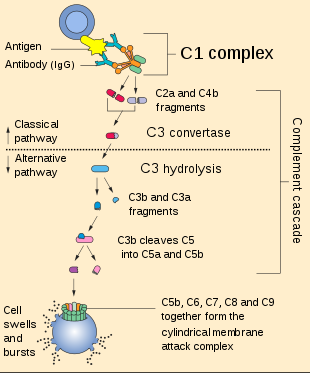 Antigen
Antibody (IgG)
C1 complex
C2a and C4b
fragments
Classical
pathway
C3 convertase
Alternative
pathway
C3 hydrolysis
C3b and C3a
fragments
C3b cleaves C5
into C5a and C5b
Complement cascade
Cell
swells
and
bursts
C5b, C6, C7, C8 and C9
together form the
cylindrical membrane
attack complex